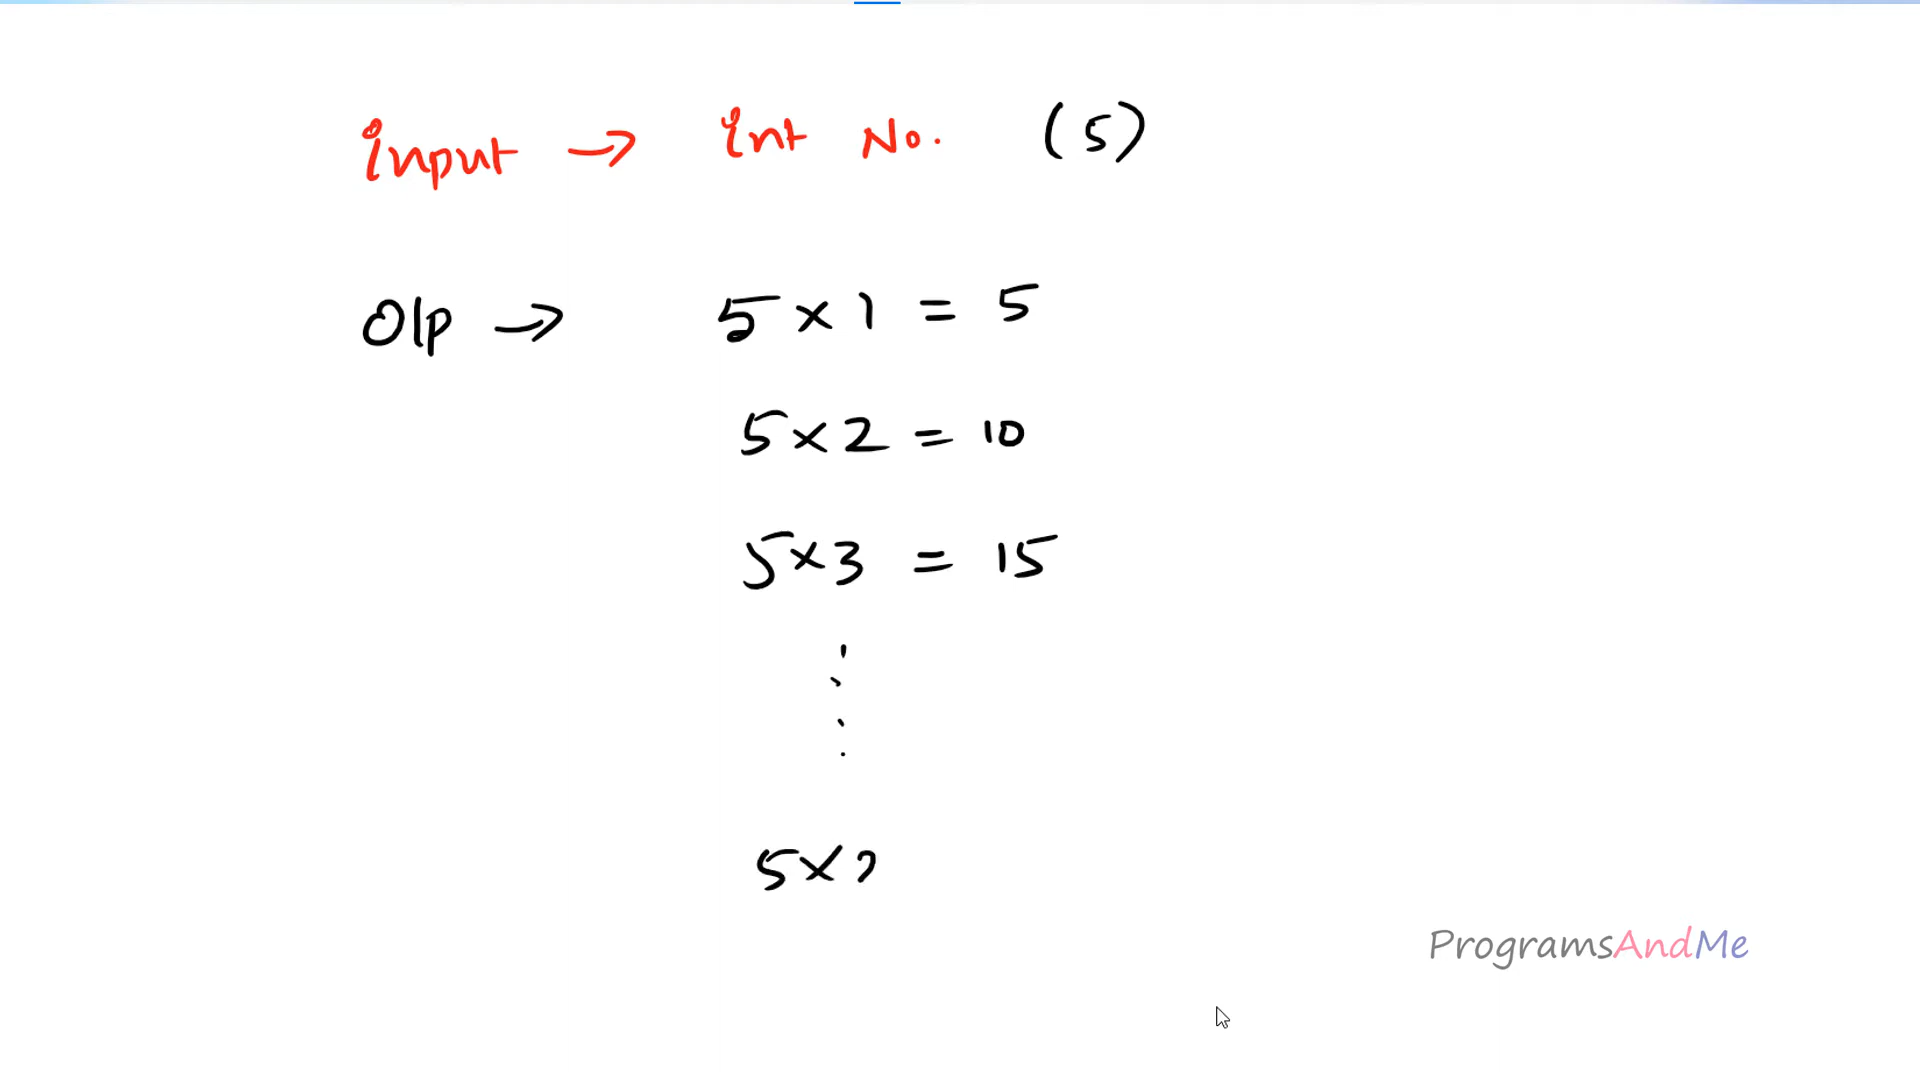 input → int No. (5)
O/p → 5 × 1 = 5
5 × 2 = 10
5 × 3 = 15
5 ×
ProgramsAndMe